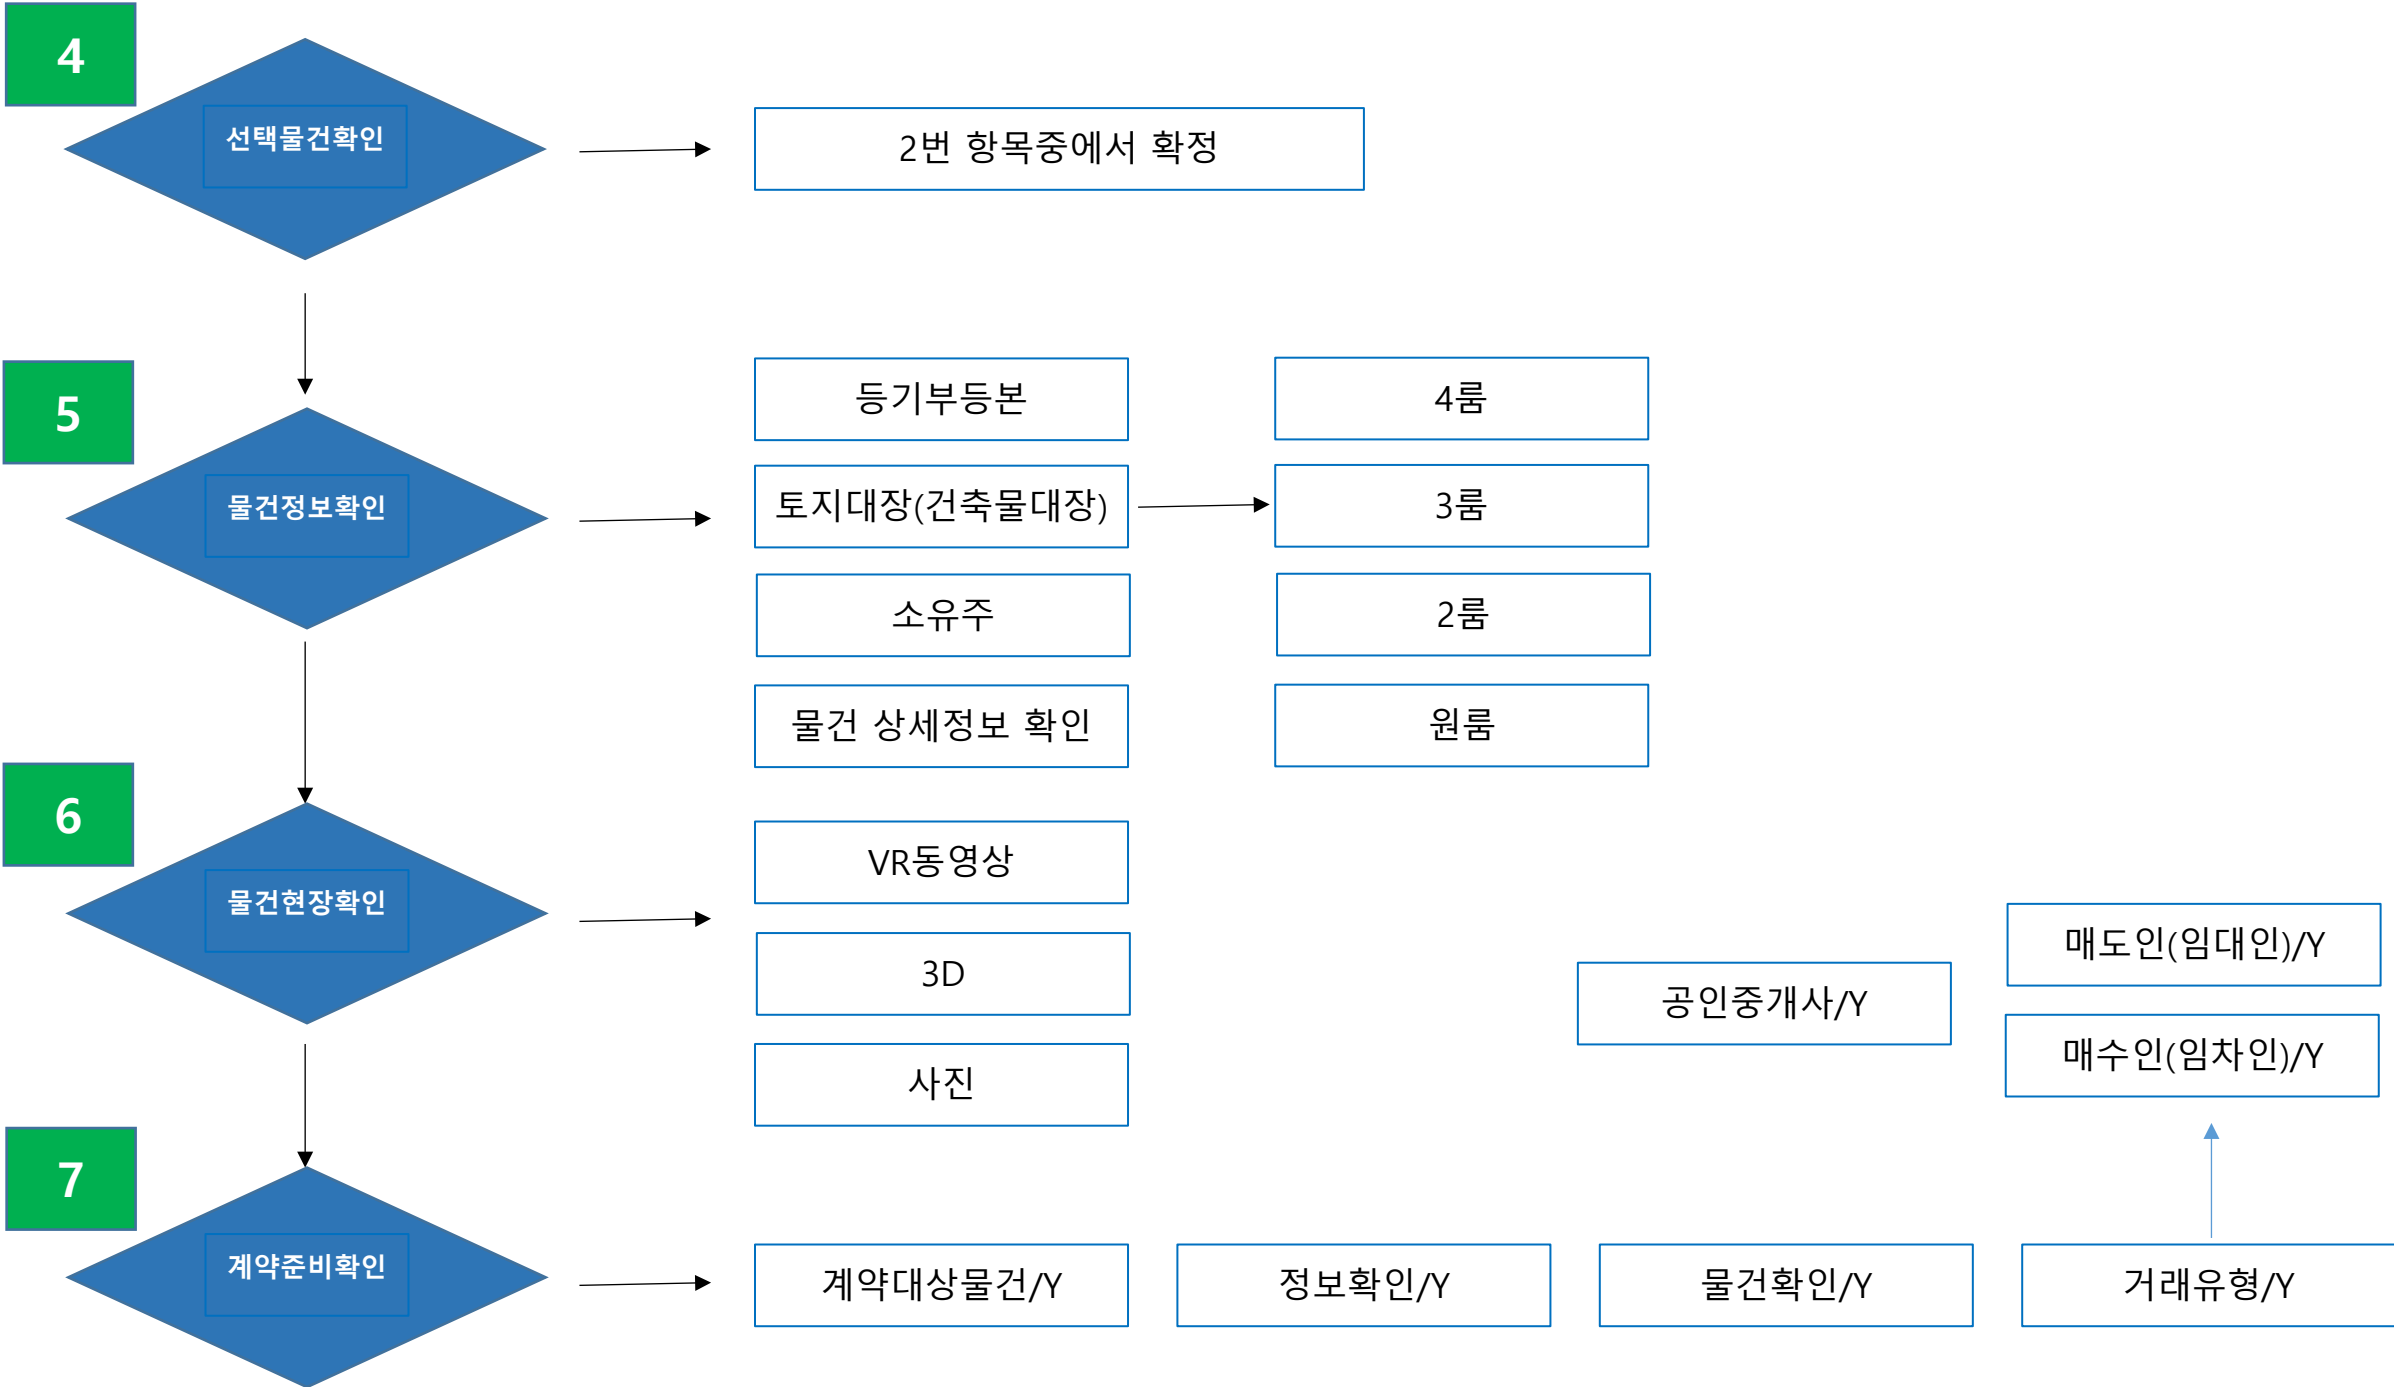 4
선택물건확인
2번 항목중에서 확정
5
물건정보확인
등기부등본
4룸
토지대장(건축물대장)
3룸
소유주
2룸
물건 상세정보 확인
원룸
6
물건현장확인
VR동영상
3D
사진
매도인(임대인)/Y
공인중개사/Y
매수인(임차인)/Y
7
계약준비확인
계약대상물건/Y
정보확인/Y
물건확인/Y
거래유형/Y